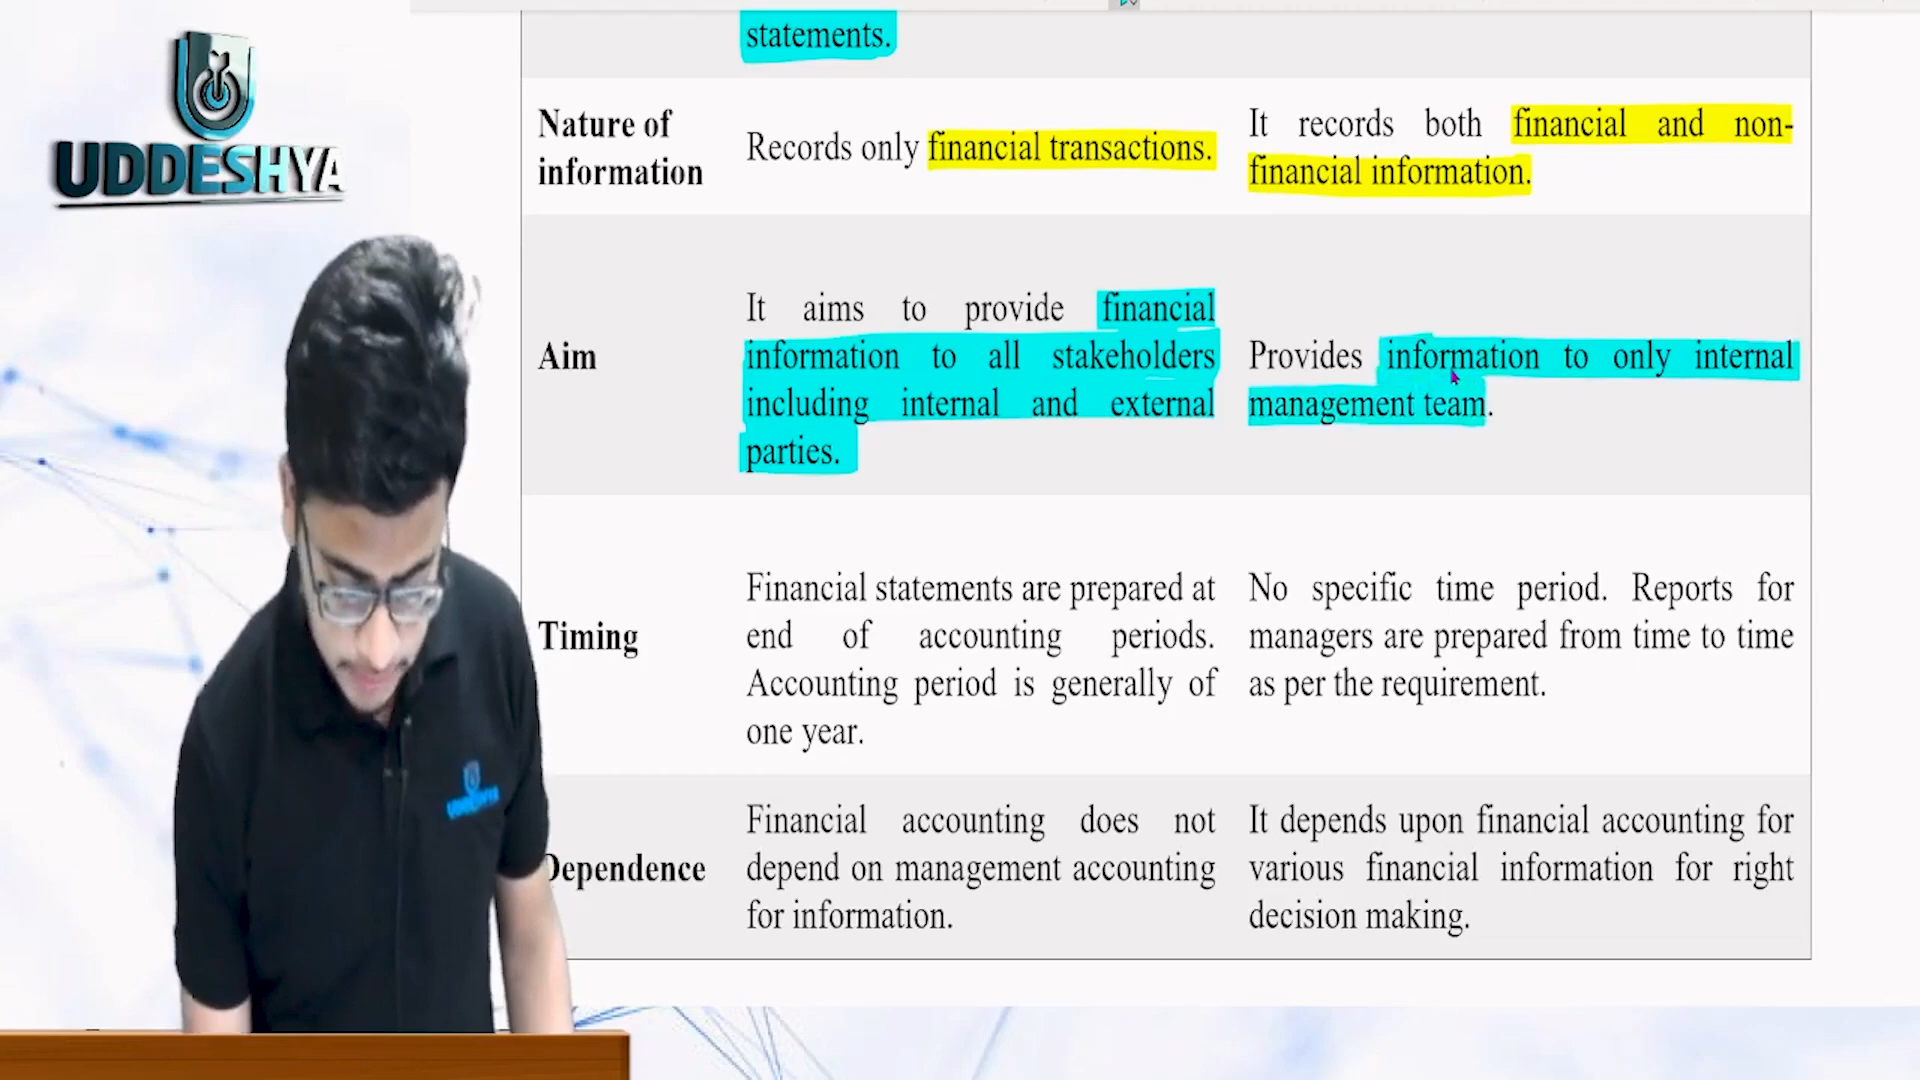 UDDESHYA
statements.
Nature of
information
Records only financial transactions.
It records both financial and non-
financial information.
Aim
It aims to provide financial
information to all stakeholders
including internal and external
parties.
Provides information to only internal
management team.
Timing
Financial statements are prepared at
end of accounting periods.
Accounting period is generally of
one year.
No specific time period. Reports for
managers are prepared from time to time
as per the requirement.
Dependence
Financial accounting does not
depend on management accounting
for information.
It depends upon financial accounting for
various financial information for right
decision making.
UDDESHYA